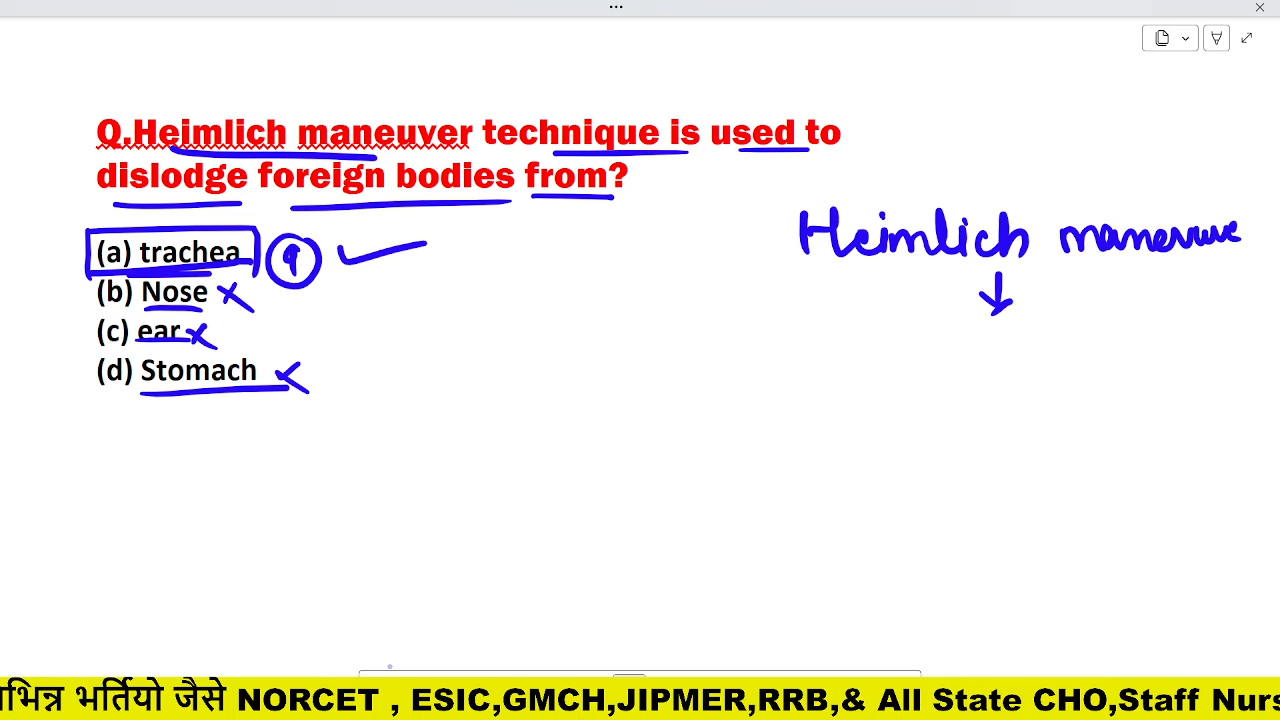 Q.Heimlich maneuver technique is used to
dislodge foreign bodies from?
(a) trachea
(b) Nose
(c) ear
(d) Stomach
Heimlich
भिन्न भर्तियो जैसे NORCET , ESIC,GMCH,JIPMER,RRB,& All State CHO,Staff Nurs